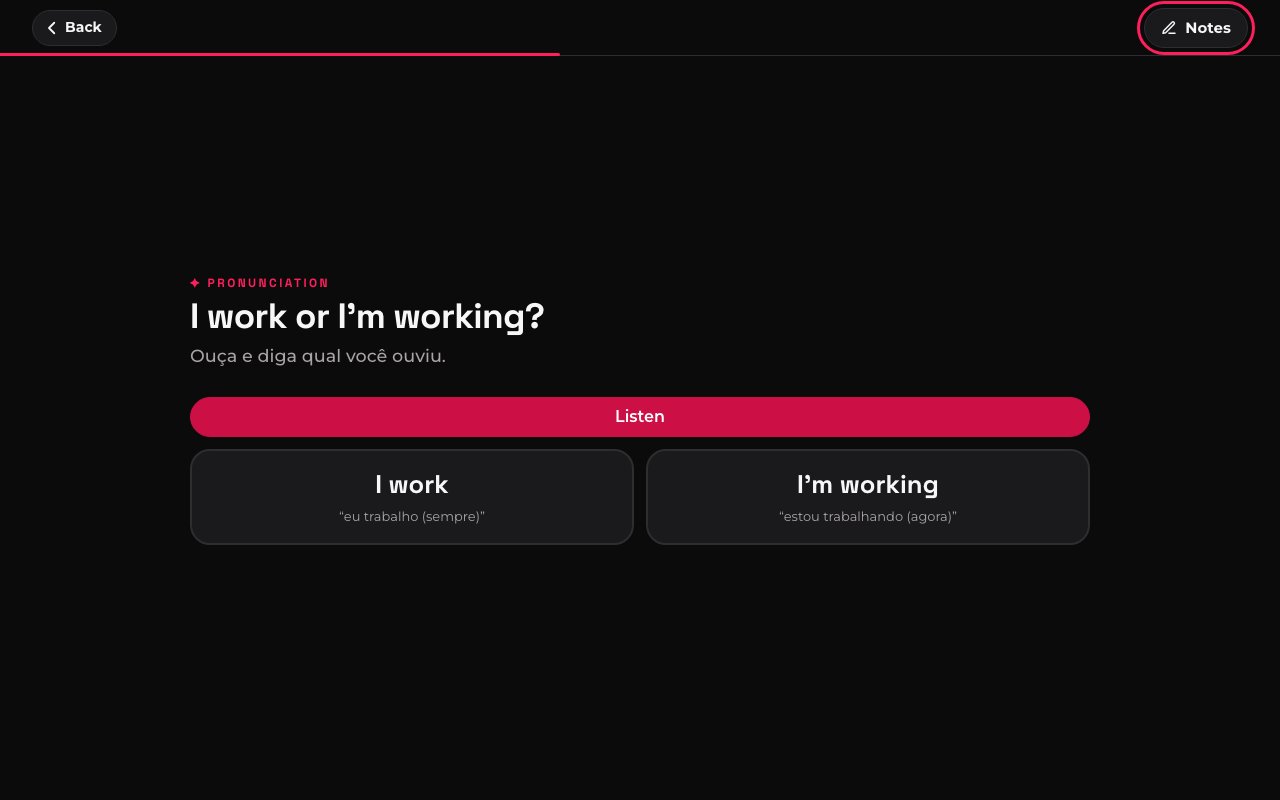 Back
Notes
PRONUNCIATION
I work or I’m working?
Ouça e diga qual você ouviu.
Listen
I work
“eu trabalho (sempre)”
I’m working
“estou trabalhando (agora)”